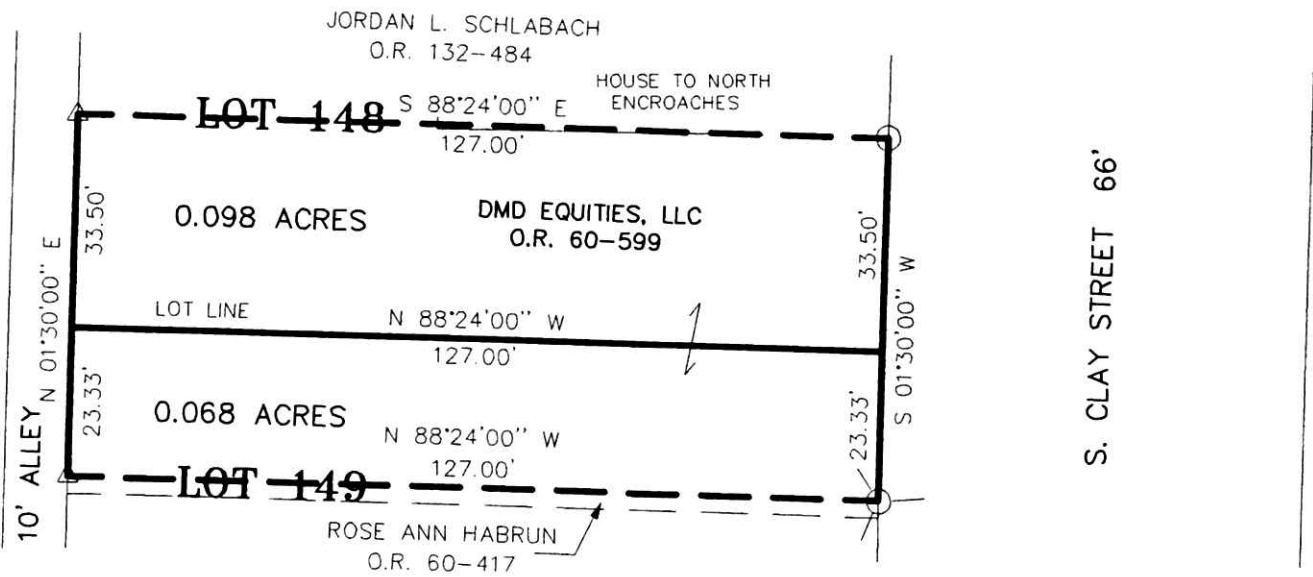 JORDAN L. SCHLABACH
O.R. 132-484
HOUSE TO NORTH
ENCROACHES
LOT 148
S 88°24'00" E
127.00'
33.50'
0.098 ACRES
DMD EQUITIES, LLC
O.R. 60-599
33.50'
N 01°30'00" E
S 01°30'00" W
LOT LINE
N 88°24'00" W
127.00'
23.33'
0.068 ACRES
N 88°24'00" W
127.00'
23.33'
LOT 149
10' ALLEY
ROSE ANN HABRUN
O.R. 60-417
S. CLAY STREET 66'